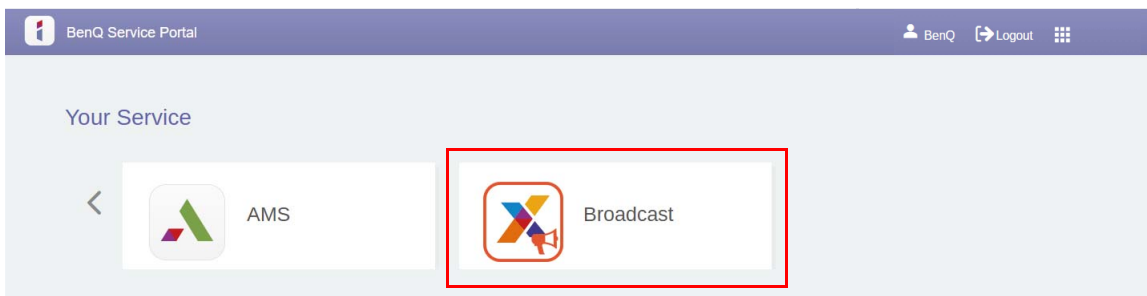 BenQ Service Portal
BenQ Logout
Your Service
AMS
Broadcast